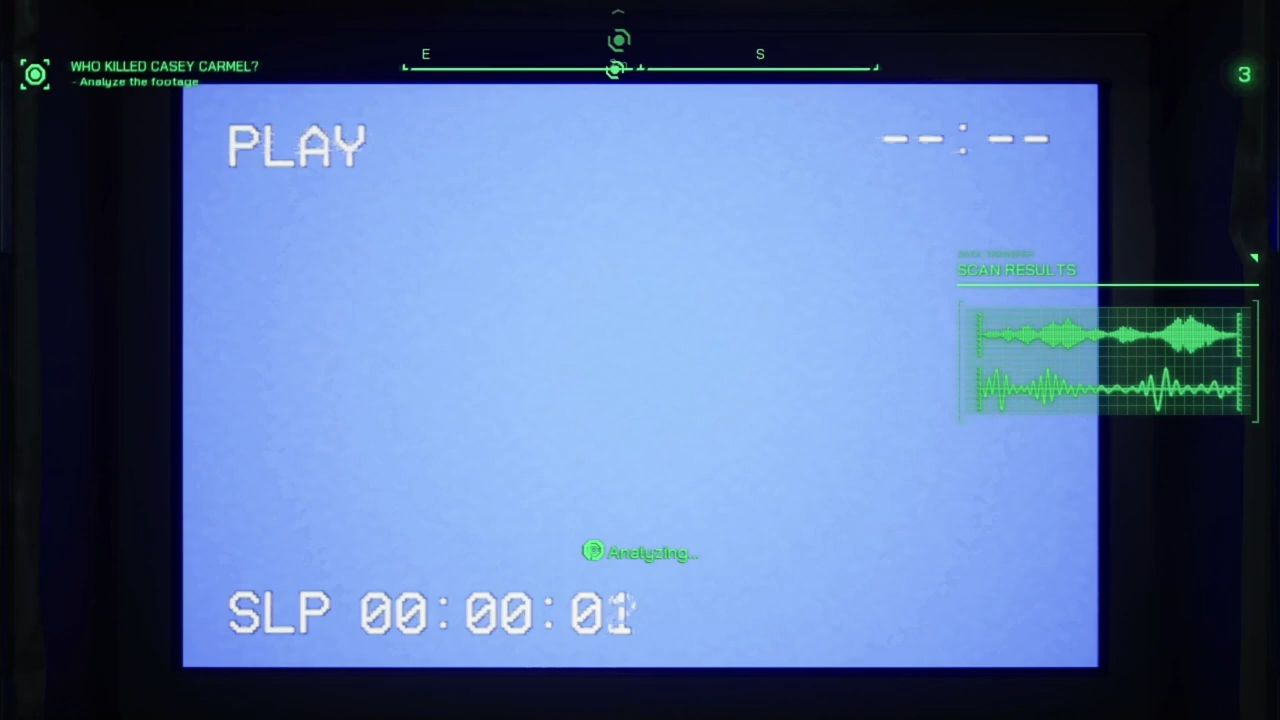 WHO KILLED CASEY CARMEL?
- Analyze the footage
E
S
3
PLAY
--:--
SCAN RESULTS
Analyzing...
SLP 00:00:01